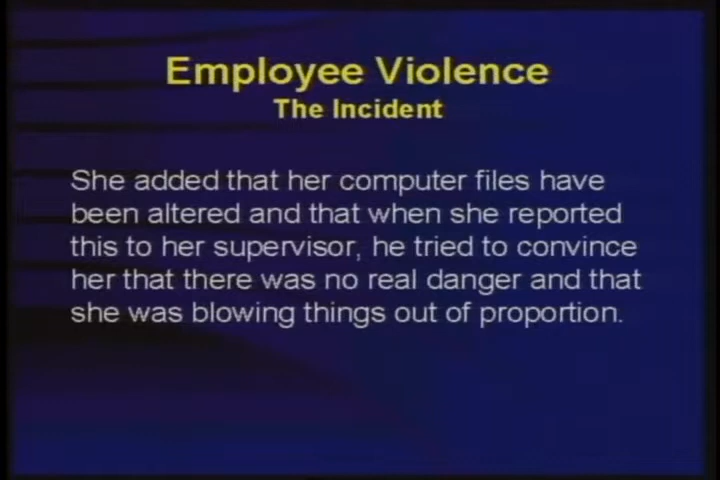 Employee Violence
The Incident
She added that her computer files have
been altered and that when she reported
this to her supervisor, he tried to convince
her that there was no real danger and that
she was blowing things out of proportion.